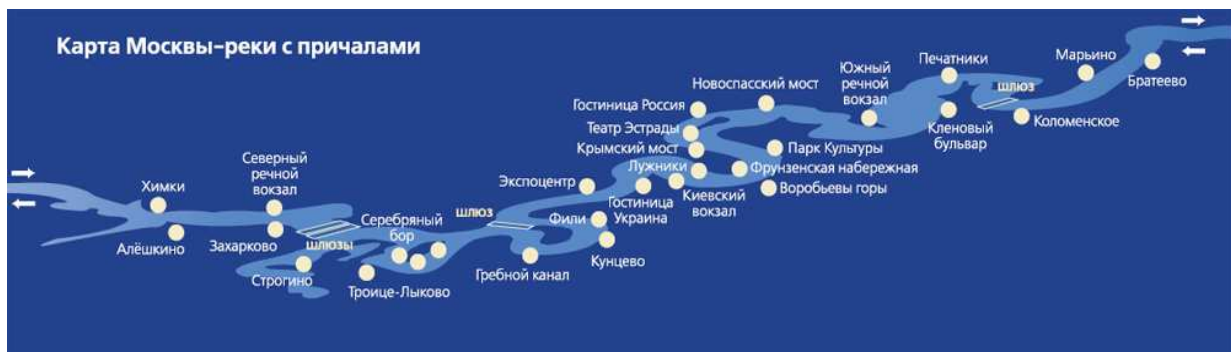 Карта Москвы-реки с причалами
Химки
Алёшкино
Северный
речной
вокзал
Захарково
шлюзы
Строгино
Серебряный
бор
Троице-Лыково
шлюз
Гребной канал
Фили
Кунцево
Экспоцентр
Гостиница
Украина
Лужники
Киевский
вокзал
Крымский мост
Театр Эстрады
Гостиница Россия
Новоспасский мост
Парк Культуры
Фрунзенская набережная
Воробьевы горы
Южный
речной
вокзал
Печатники
Кленовый
бульвар
шлюз
Коломенское
Марьино
Братеево